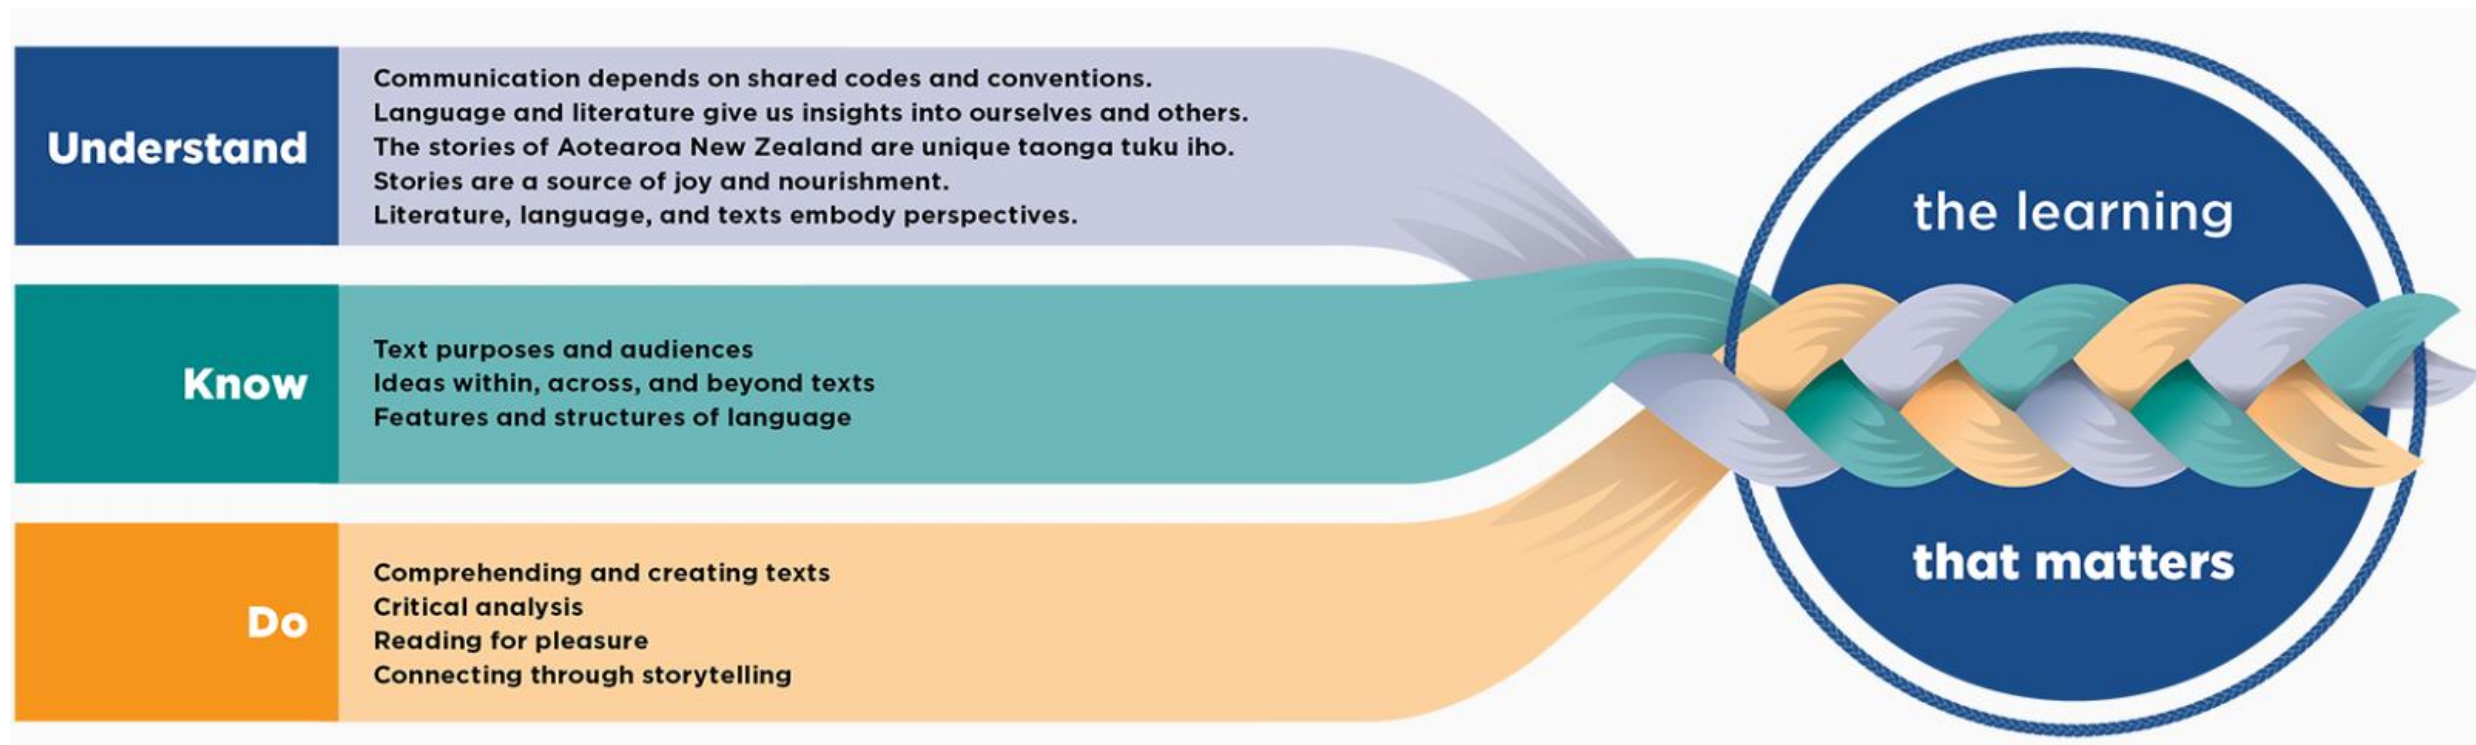 Understand
Communication depends on shared codes and conventions.
Language and literature give us insights into ourselves and others.
The stories of Aotearoa New Zealand are unique taonga tuku iho.
Stories are a source of joy and nourishment.
Literature, language, and texts embody perspectives.
Know
Text purposes and audiences
Ideas within, across, and beyond texts
Features and structures of language
Do
Comprehending and creating texts
Critical analysis
Reading for pleasure
Connecting through storytelling
the learning
that matters